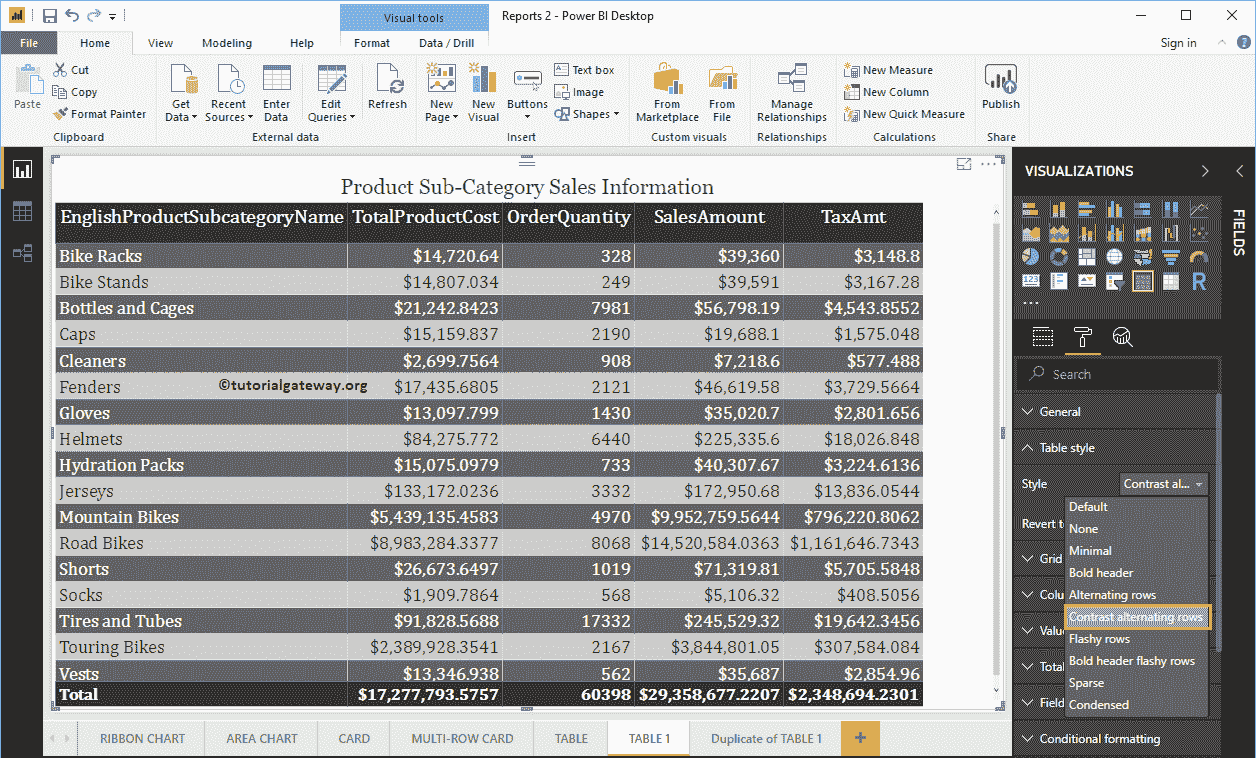 Visual tools
Reports 2 - Power BI Desktop
File Home View Modeling Help Format Data / Drill Sign in
Paste
Cut
Copy
Format Painter
Clipboard
Get Data
Recent Sources
Enter Data
Edit Queries
External data
Refresh
New Page
New Visual
Buttons
Text box
Image
Shapes
Insert
From Marketplace
From File
Custom visuals
Manage Relationships
Relationships
New Measure
New Column
New Quick Measure
Calculations
Publish
Share
Product Sub-Category Sales Information
EnglishProductSubcategoryName TotalProductCost OrderQuantity SalesAmount TaxAmt
Bike Racks $14,720.64 328 $39,360 $3,148.8
Bike Stands $14,807.034 249 $39,591 $3,167.28
Bottles and Cages $21,242.8423 7981 $56,798.19 $4,543.8552
Caps $15,159.837 2190 $19,688.1 $1,575.048
Cleaners $2,699.7564 908 $7,218.6 $577.488
Fenders ©tutorialgateway.org $17,435.6805 2121 $46,619.58 $3,729.5664
Gloves $13,097.799 1430 $35,020.7 $2,801.656
Helmets $84,275.772 6440 $225,335.6 $18,026.848
Hydration Packs $15,075.0979 733 $40,307.67 $3,224.6136
Jerseys $133,172.0236 3332 $172,950.68 $13,836.0544
Mountain Bikes $5,439,135.4583 4970 $9,952,759.5644 $796,220.8062
Road Bikes $8,983,284.3377 8068 $14,520,584.0363 $1,161,646.7343
Shorts $26,673.6497 1019 $71,319.81 $5,705.5848
Socks $1,909.7864 568 $5,106.32 $408.5056
Tires and Tubes $91,828.5688 17332 $245,529.32 $19,642.3456
Touring Bikes $2,389,928.3541 2167 $3,844,801.05 $307,584.084
Vests $13,346.938 562 $35,687 $2,854.96
Total $17,277,793.5757 60398 $29,358,677.2207 $2,348,694.2301
VISUALIZATIONS
FIELDS
123
R
Search
General
Table style
Style Contrast al...
Revert to
Grid
Colu
Value
Total
Field
Default
None
Minimal
Bold header
Alternating rows
Contrast alternating rows
Flashy rows
Bold header flashy rows
Sparse
Condensed
Conditional formatting
RIBBON CHART AREA CHART CARD MULTI-ROW CARD TABLE TABLE 1 Duplicate of TABLE 1